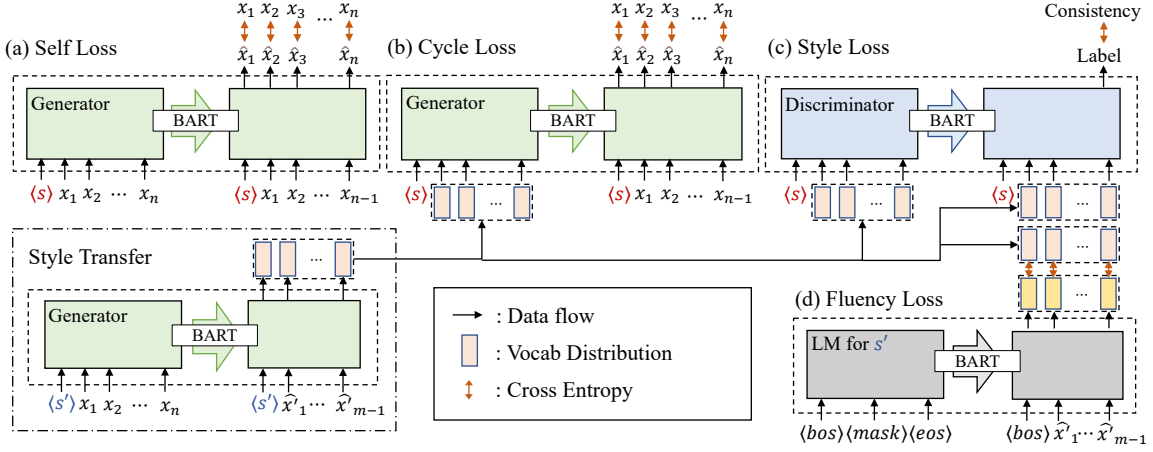 x₁ x₂ x₃ ... xₙ
x̂₁ x̂₂ x̂₃ x̂ₙ
(a) Self Loss
Generator
BART
⟨s⟩ x₁ x₂ ... xₙ
⟨s⟩ x₁ x₂ ... xₙ₋₁
x₁ x₂ x₃ ... xₙ
x̂₁ x̂₂ x̂₃ x̂ₙ
(b) Cycle Loss
Generator
BART
⟨s⟩ ...
⟨s⟩ x₁ x₂ ... xₙ₋₁
Consistency
Label
(c) Style Loss
Discriminator
BART
⟨s⟩ ...
⟨s⟩ ...
...
...
Style Transfer
...
Generator
BART
⟨s′⟩ x₁ x₂ ... xₙ
⟨s′⟩ x̂′₁ ... x̂′ₘ₋₁
: Data flow
: Vocab Distribution
: Cross Entropy
(d) Fluency Loss
LM for s′
BART
⟨bos⟩⟨mask⟩⟨eos⟩
⟨bos⟩ x̂′₁ ... x̂′ₘ₋₁